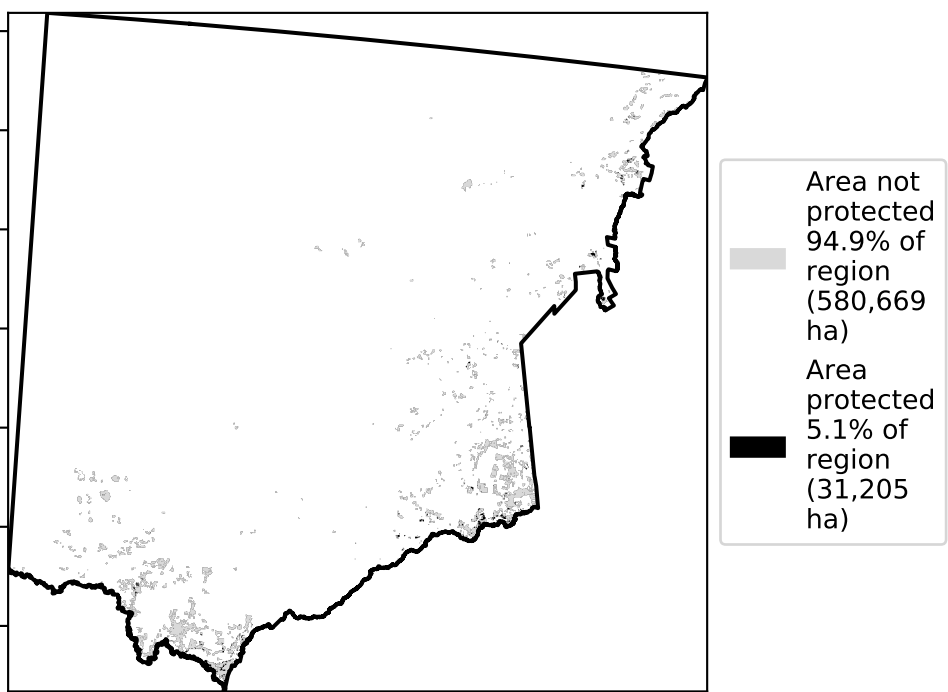 Area not
protected
94.9% of
region
(580,669
ha)
Area
protected
5.1% of
region
(31,205
ha)